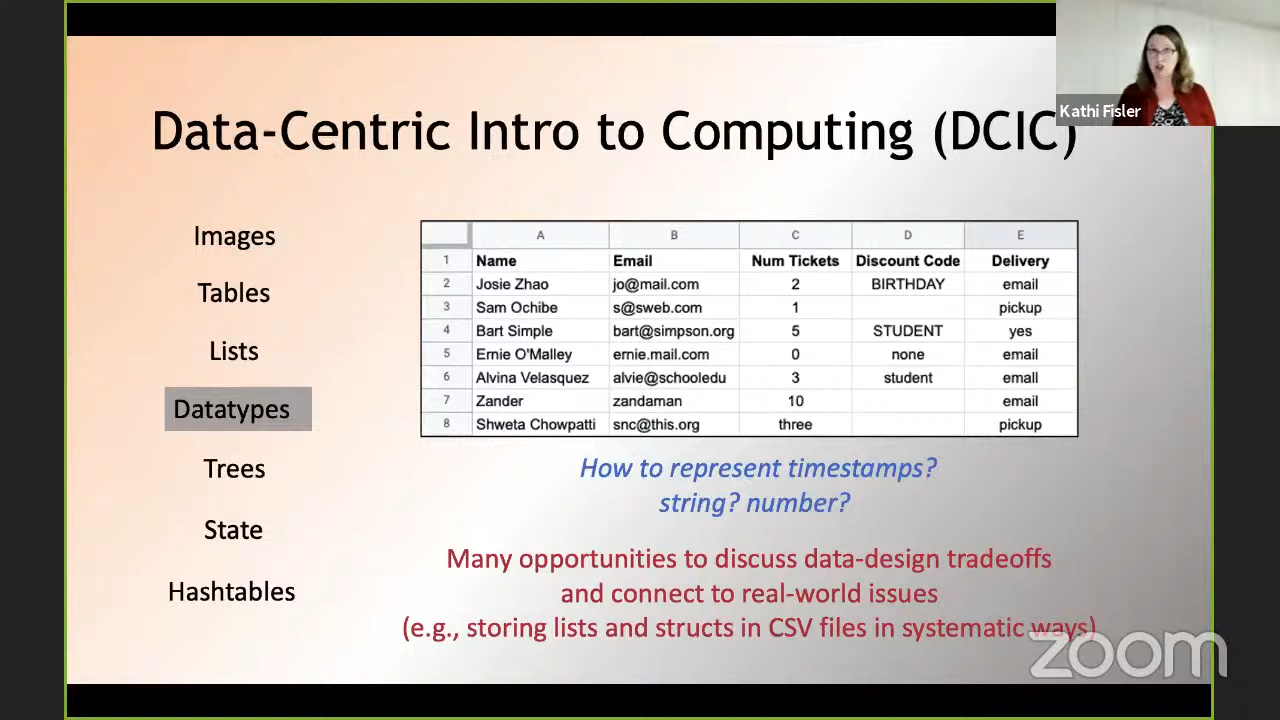 Kathi Fisler
Data-Centric Intro to Computing (DCIC)
Images
Tables
Lists
Datatypes
Trees
State
Hashtables
A B C D E
1 Name Email Num Tickets Discount Code Delivery
2 Josie Zhao jo@mail.com 2 BIRTHDAY email
3 Sam Ochibe s@sweb.com 1 pickup
4 Bart Simple bart@simpson.org 5 STUDENT yes
5 Ernie O'Malley ernie.mail.com 0 none email
6 Alvina Velasquez alvie@schooledu 3 student emall
7 Zander zandaman 10 email
8 Shweta Chowpatti snc@this.org three pickup
How to represent timestamps?
string? number?
Many opportunities to discuss data-design tradeoffs
and connect to real-world issues
(e.g., storing lists and structs in CSV files in systematic ways)
zoom